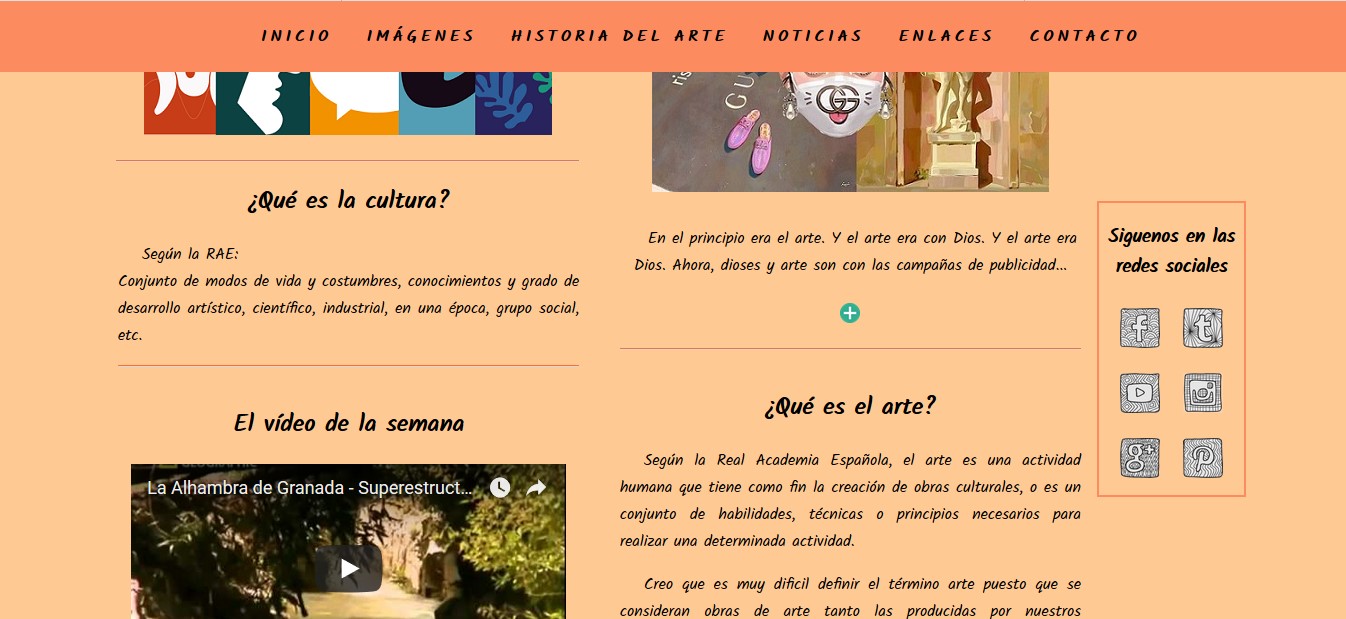 INICIO IMÁGENES HISTORIA DEL ARTE NOTICIAS ENLACES CONTACTO
¿Qué es la cultura?
Según la RAE:
Conjunto de modos de vida y costumbres, conocimientos y grado de
desarrollo artístico, científico, industrial, en una época, grupo social,
etc.
El vídeo de la semana
La Alhambra de Granada - Superestruct...
GU
GG
En el principio era el arte. Y el arte era con Dios. Y el arte era
Dios. Ahora, dioses y arte son con las campañas de publicidad...
¿Qué es el arte?
Según la Real Academia Española, el arte es una actividad
humana que tiene como fin la creación de obras culturales, o es un
conjunto de habilidades, técnicas o principios necesarios para
realizar una determinada actividad.
Creo que es muy dificil definir el término arte puesto que se
consideran obras de arte tanto las producidas por nuestros
Siguenos en las
redes sociales